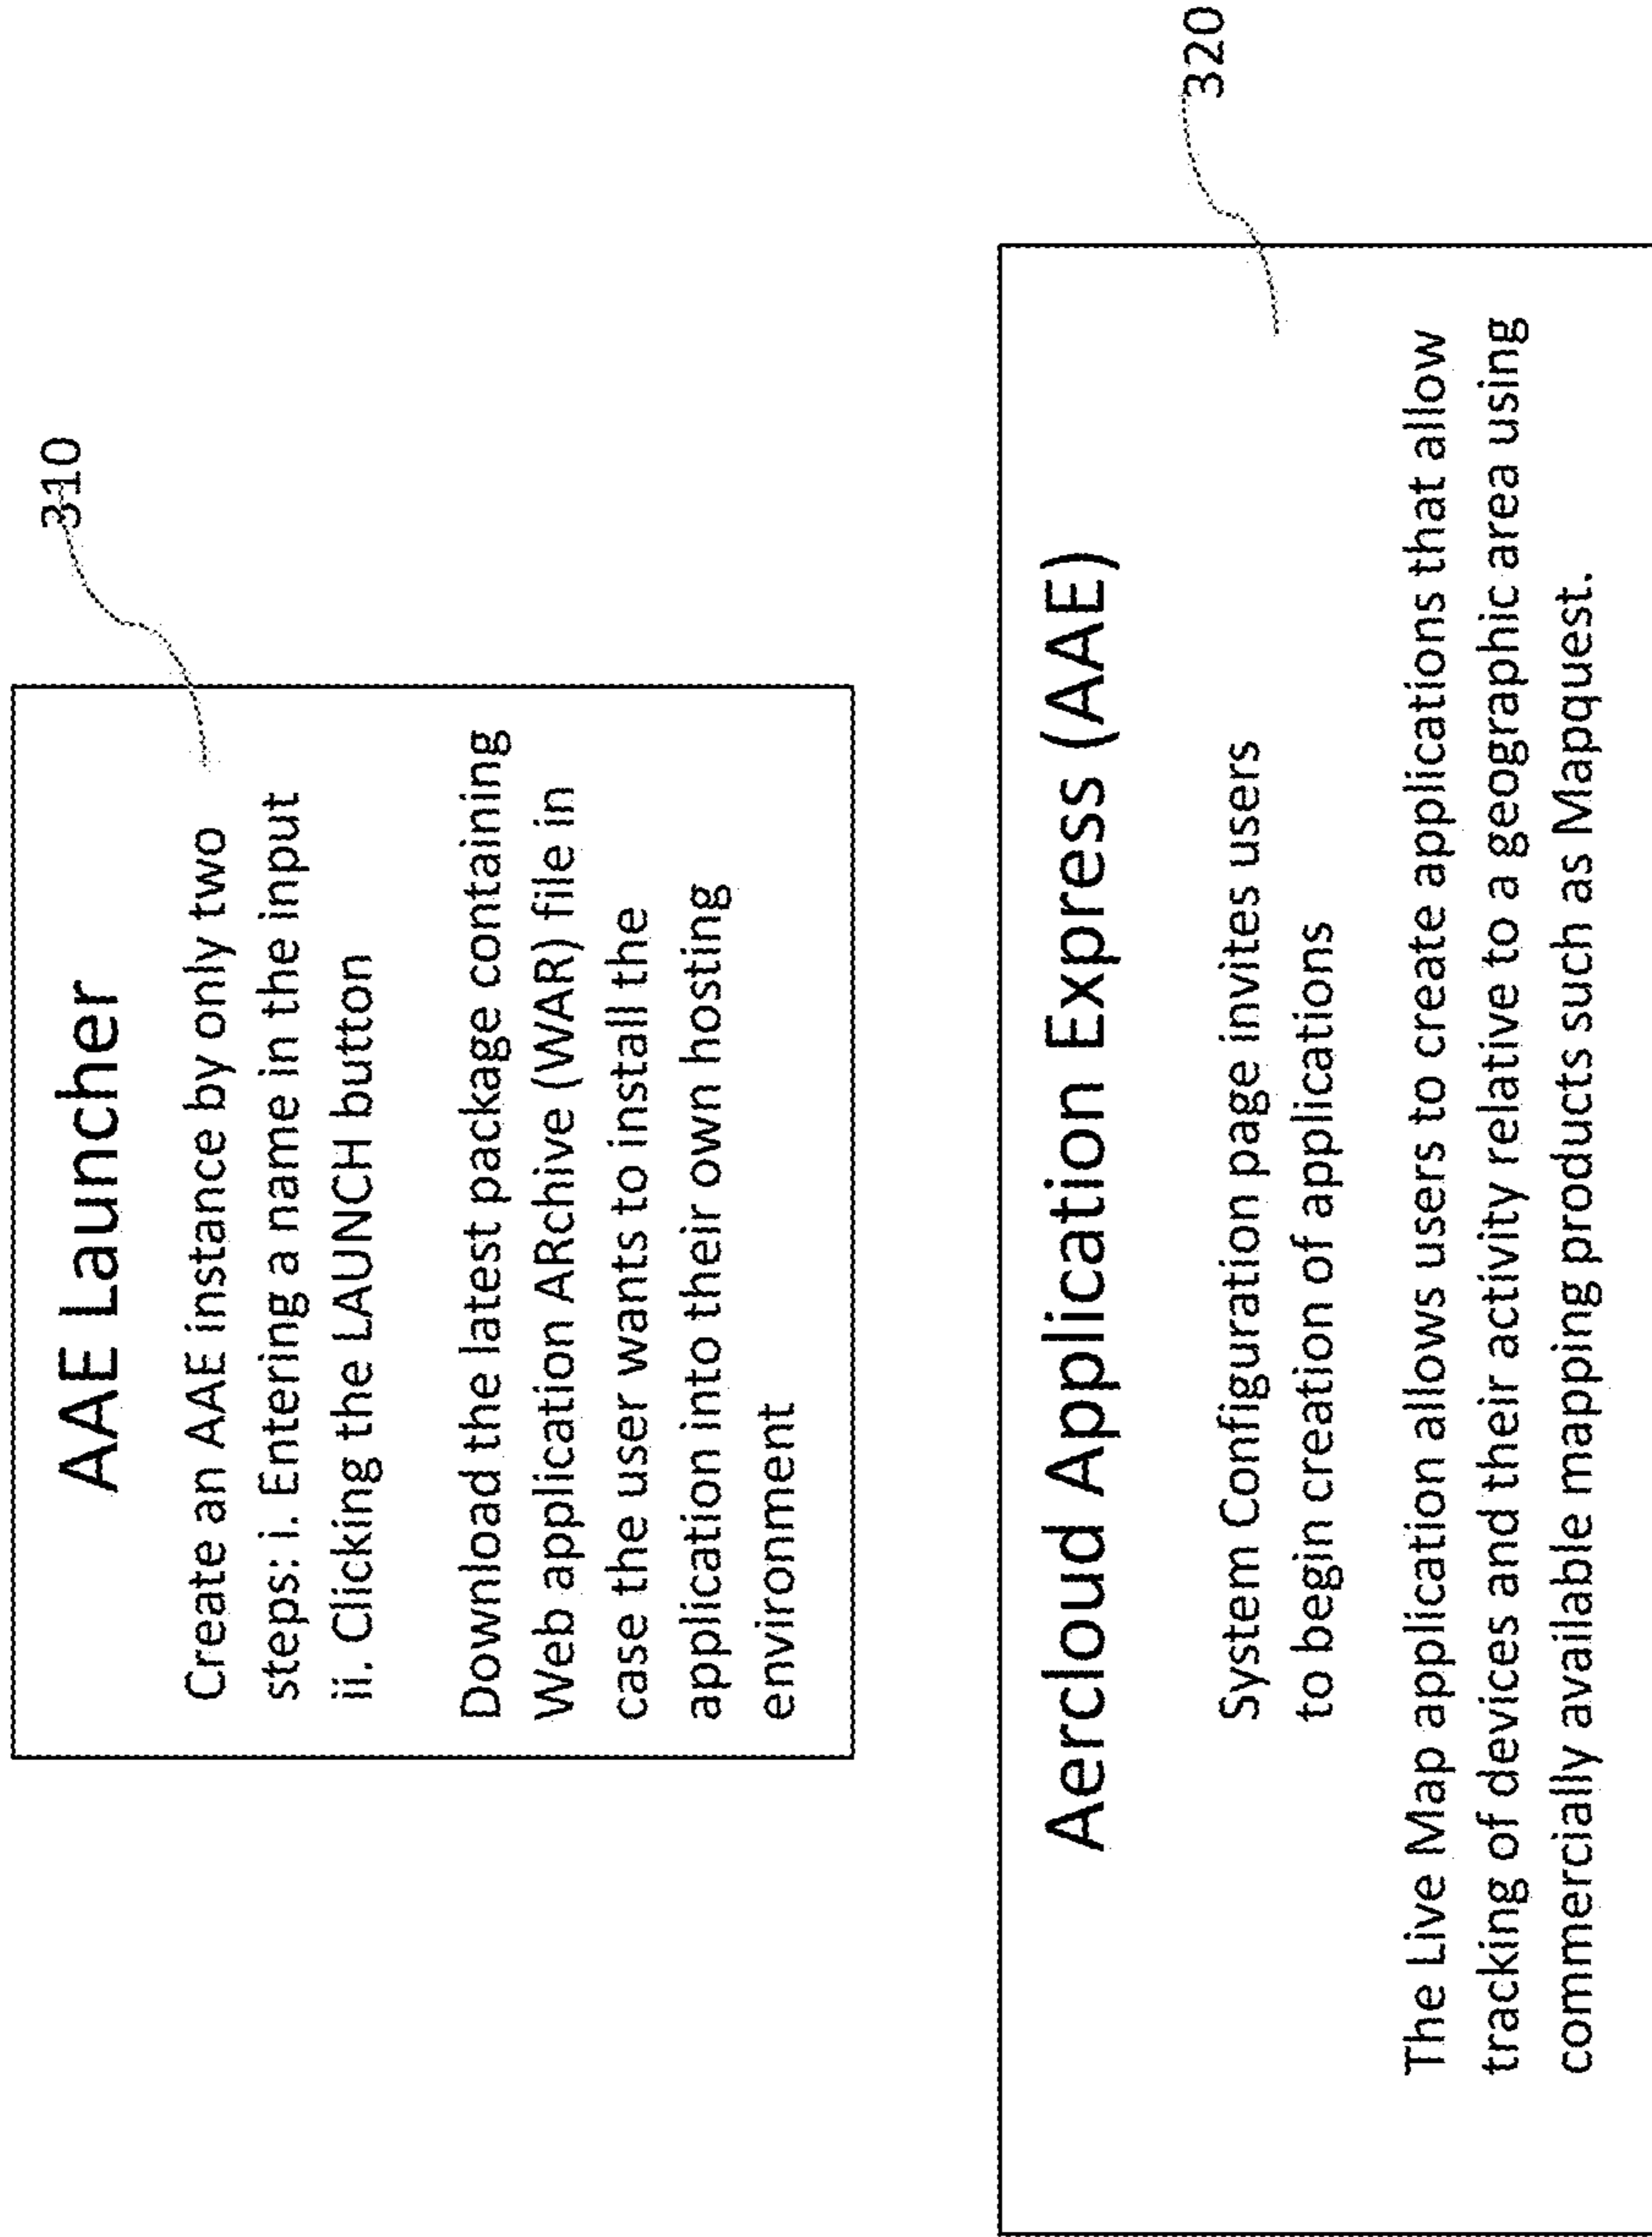 310
AAE Launcher
Create an AAE instance by only two
steps: i. Entering a name in the input
ii. Clicking the LAUNCH button
Download the latest package containing
Web application ARchive (WAR) file in
case the user wants to install the
application into their own hosting
environment
320
Aercloud Application Express (AAE)
System Configuration page invites users
to begin creation of applications
The Live Map application allows users to create applications that allow
tracking of devices and their activity relative to a geographic area using
commercially available mapping products such as Mapquest.